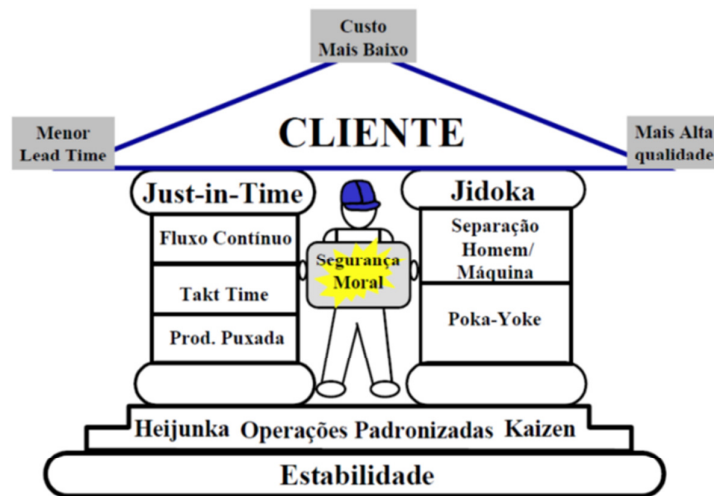 Custo
Mais Baixo
CLIENTE
Menor
Lead Time
Mais Alta
qualidade
Just-in-Time
Jidoka
Fluxo Contínuo
Takt Time
Prod. Puxada
Segurança
Moral
Separação
Homem/
Máquina
Poka-Yoke
Heijunka Operações Padronizadas Kaizen
Estabilidade